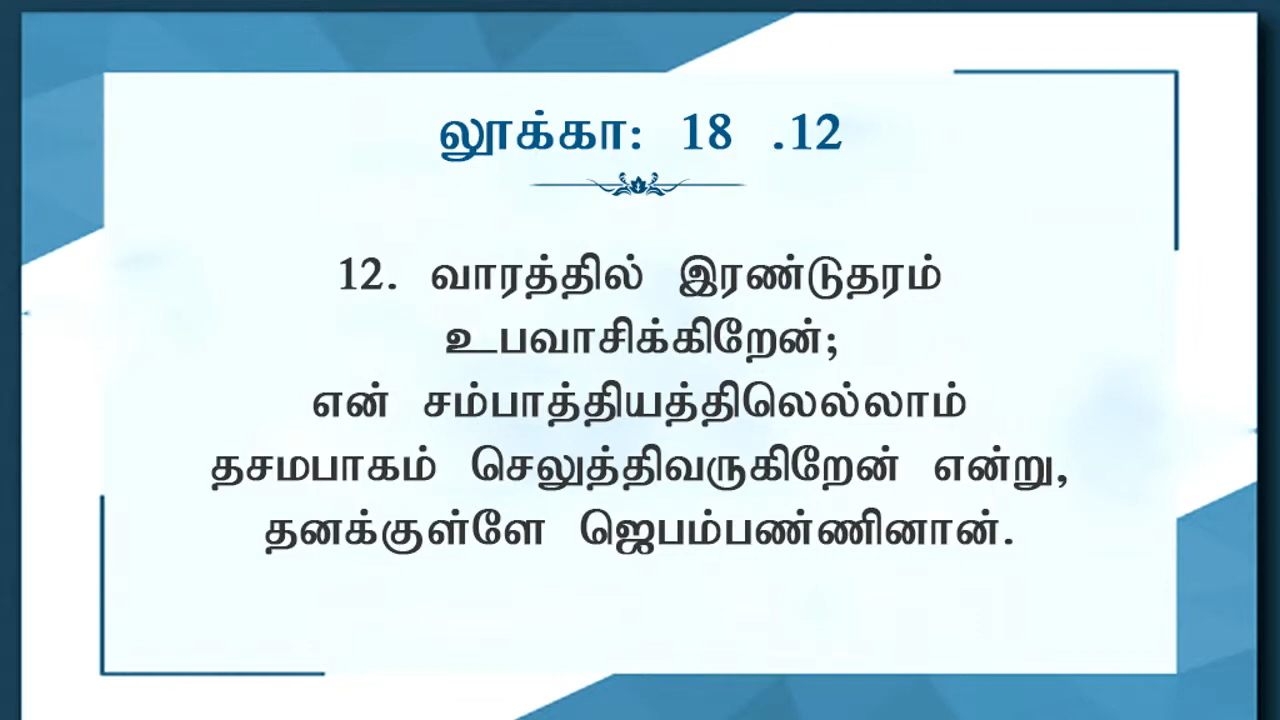 லூக்கா: 18 .12
12. வாரத்தில் இரண்டுதரம்
உபவாசிக்கிறேன்;
என் சம்பாத்தியத்திலெல்லாம்
தசமபாகம் செலுத்திவருகிறேன் என்று,
தனக்குள்ளே ஜெபம்பண்ணினான்.